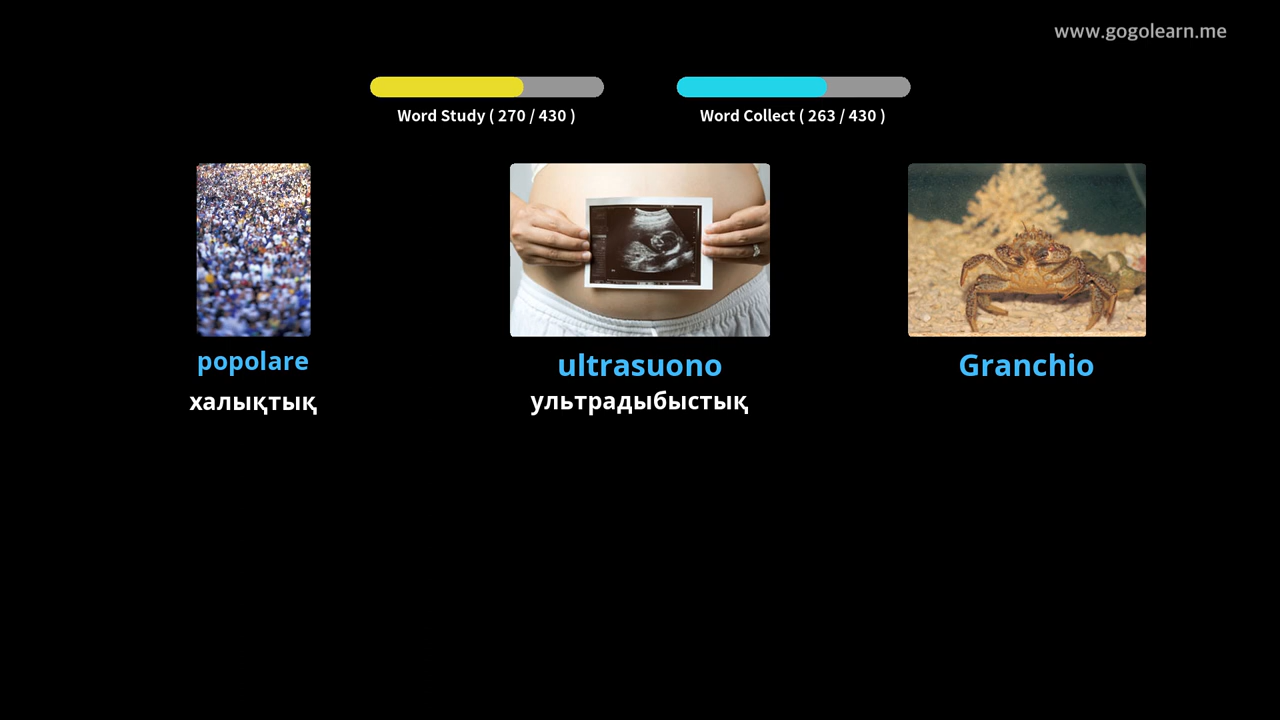 www.gogolearn.me
Word Study ( 270 / 430 )
Word Collect ( 263 / 430 )
popolare
ultrasuono
Granchio
халықтық
ультрадыбыстық